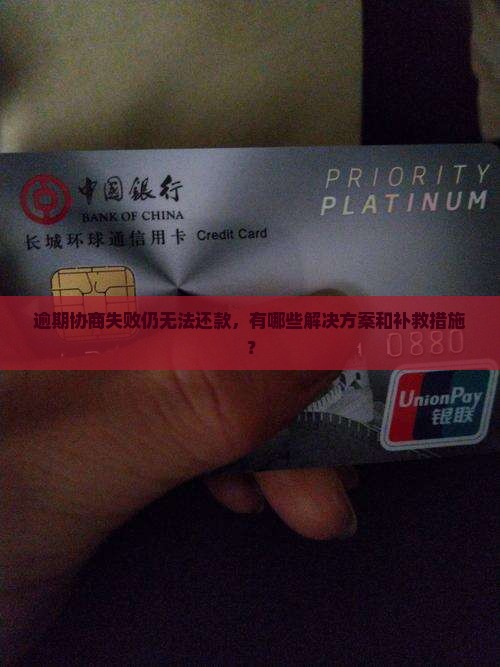 中國銀行
BANK OF CHINA
长城环球通信用卡 Credit Card
PRIORITY
PLATINUM
逾期协商失败仍无法还款，有哪些解决方案和补救措施
？
0880
UnionPay
银联